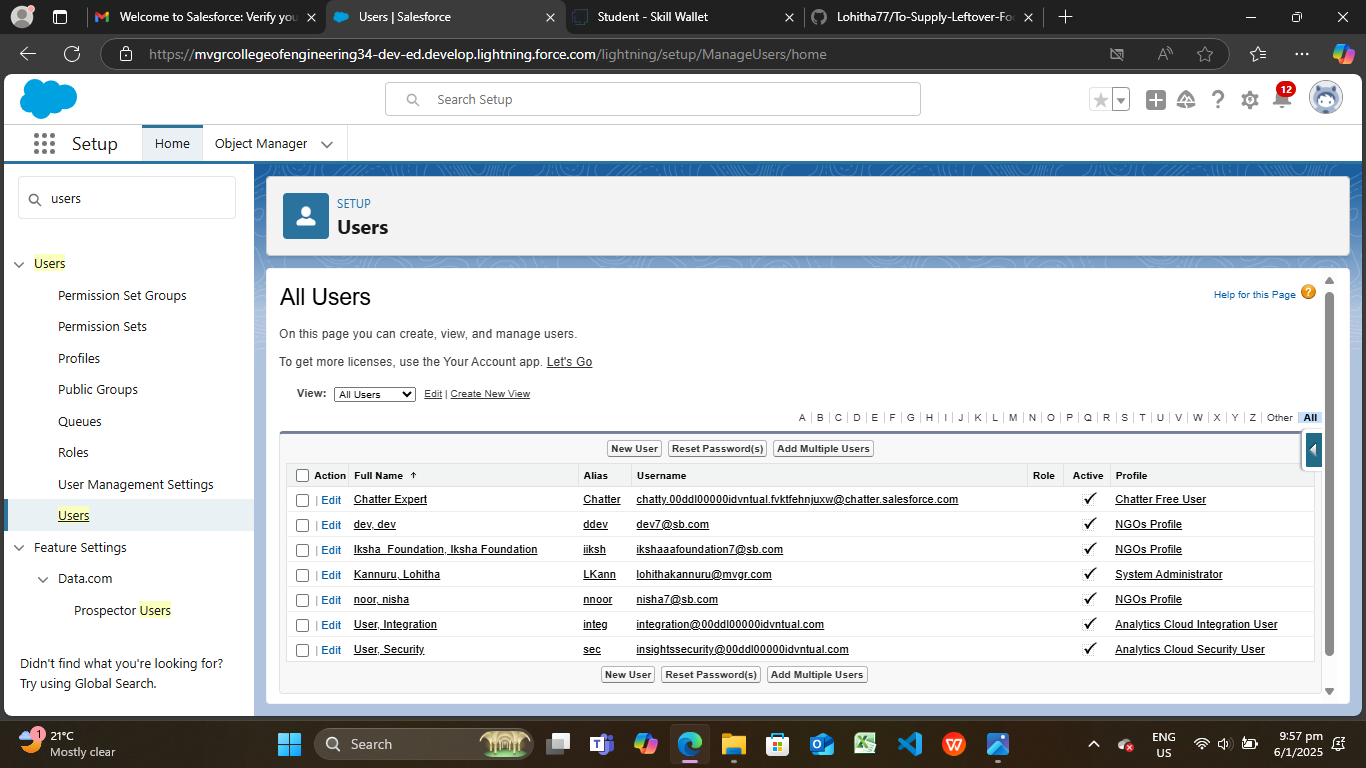 Welcome to Salesforce: Verify you
Users | Salesforce
Student - Skill Wallet
Lohitha77/To-Supply-Leftover-Foo
https://mvgrcollegeofengineering34-dev-ed.develop.lightning.force.com/lightning/setup/ManageUsers/home
Search Setup
12
Setup
Home
Object Manager
users
Users
Permission Set Groups
Permission Sets
Profiles
Public Groups
Queues
Roles
User Management Settings
Users
Feature Settings
Data.com
Prospector Users
Didn't find what you're looking for?
Try using Global Search.
SETUP
Users
All Users
Help for this Page ?
On this page you can create, view, and manage users.
To get more licenses, use the Your Account app. Let's Go
View: All Users Edit | Create New View
A | B | C | D | E | F | G | H | I | J | K | L | M | N | O | P | Q | R | S | T | U | V | W | X | Y | Z | Other | All
New User Reset Password(s) Add Multiple Users
Action Full Name ↑ Alias Username Role Active Profile
| Edit Chatter Expert Chatter chatty.00ddl00000idvntual.fvktfehnjuxw@chatter.salesforce.com ✓ Chatter Free User
| Edit dev, dev ddev dev7@sb.com ✓ NGOs Profile
| Edit Iksha_Foundation, Iksha Foundation iiksh ikshaaafoundation7@sb.com ✓ NGOs Profile
| Edit Kannuru, Lohitha LKann lohithakannuru@mvgr.com ✓ System Administrator
| Edit noor, nisha nnoor nisha7@sb.com ✓ NGOs Profile
| Edit User, Integration integ integration@00ddl00000idvntual.com ✓ Analytics Cloud Integration User
| Edit User, Security sec insightssecurity@00ddl00000idvntual.com ✓ Analytics Cloud Security User
New User Reset Password(s) Add Multiple Users
1
21°C
Mostly clear
Search
ENG
US
9:57 pm
6/1/2025